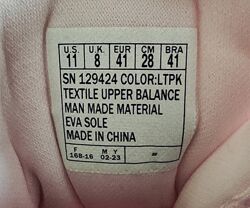 U.S. U.K. EUR CM BRA
11 8 41 28 41
SN 129424 COLOR:LTPK
TEXTILE UPPER BALANCE
MAN MADE MATERIAL
EVA SOLE
MADE IN CHINA
F M Y
168-16 02-23